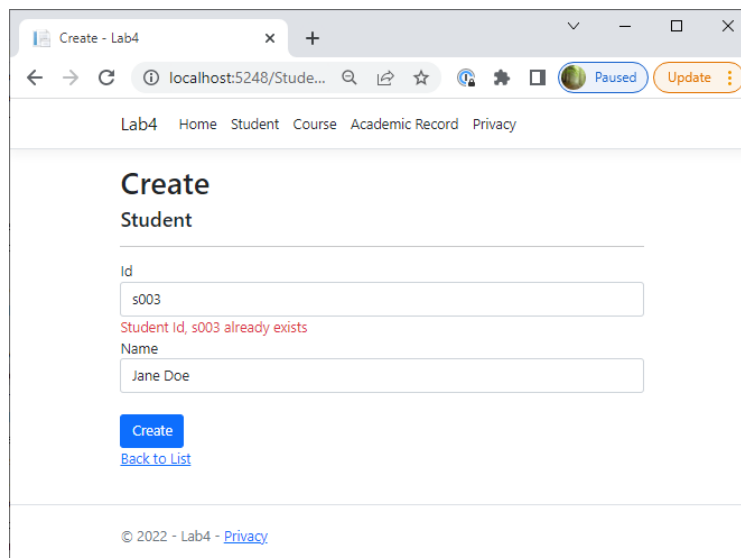 Create - Lab4
localhost:5248/Stude...
Paused
Update
Lab4 Home Student Course Academic Record Privacy
Create
Student
Id
s003
Student Id, s003 already exists
Name
Jane Doe
Create
Back to List
© 2022 - Lab4 - Privacy